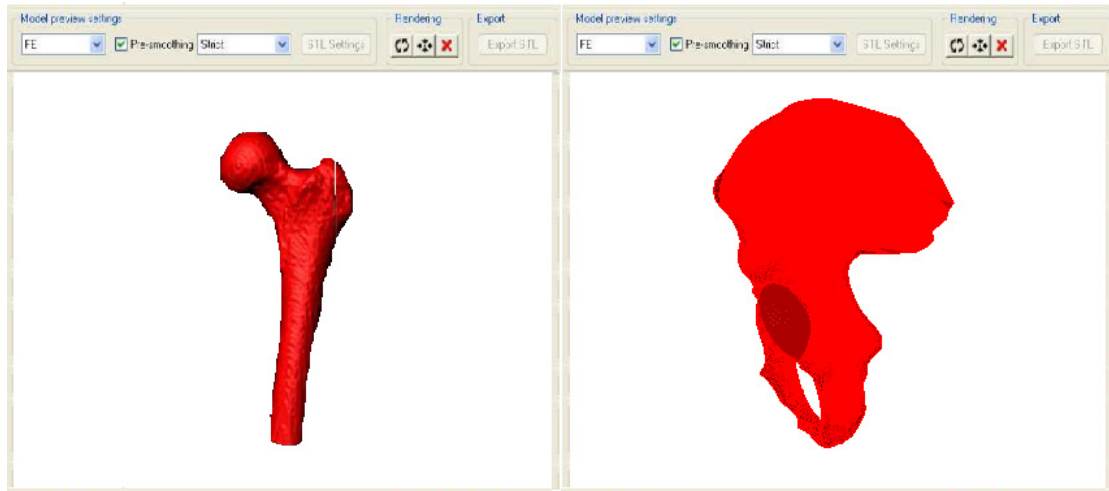 Model preview settings
Rendering
Export
FE
Pre-smoothing
Strict
STL Settings
Export STL
Model preview settings
Rendering
Export
FE
Pre-smoothing
Strict
STL Settings
Export STL